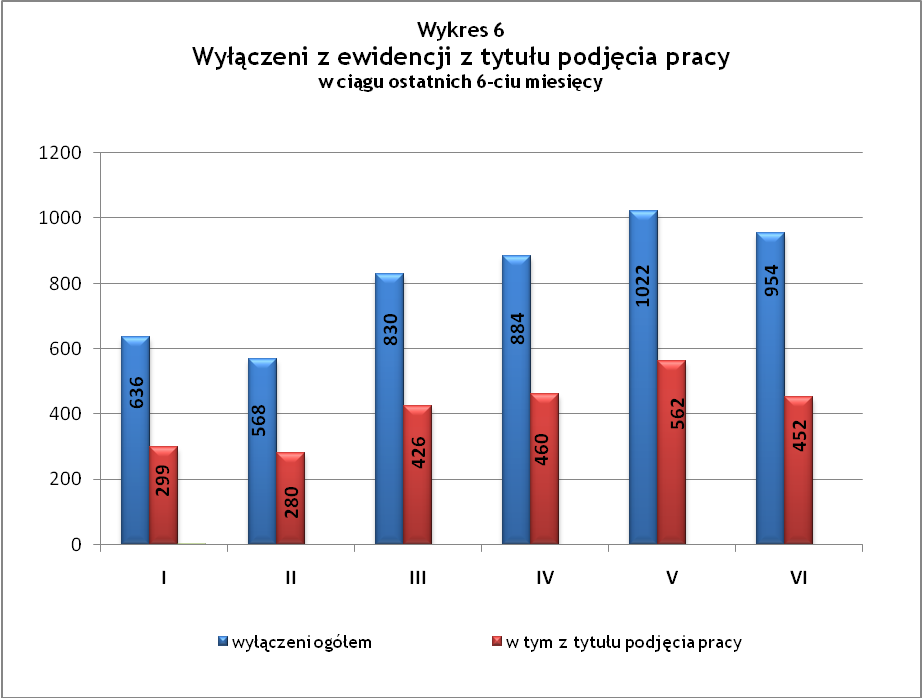 Wykres 6
Wyłączeni z ewidencji z tytułu podjęcia pracy
w ciągu ostatnich 6-ciu miesięcy
1200
1000
800
600
400
200
0
636
299
568
280
830
426
884
460
1022
562
954
452
I
II
III
IV
V
VI
wyłączeni ogółem
w tym z tytułu podjęcia pracy